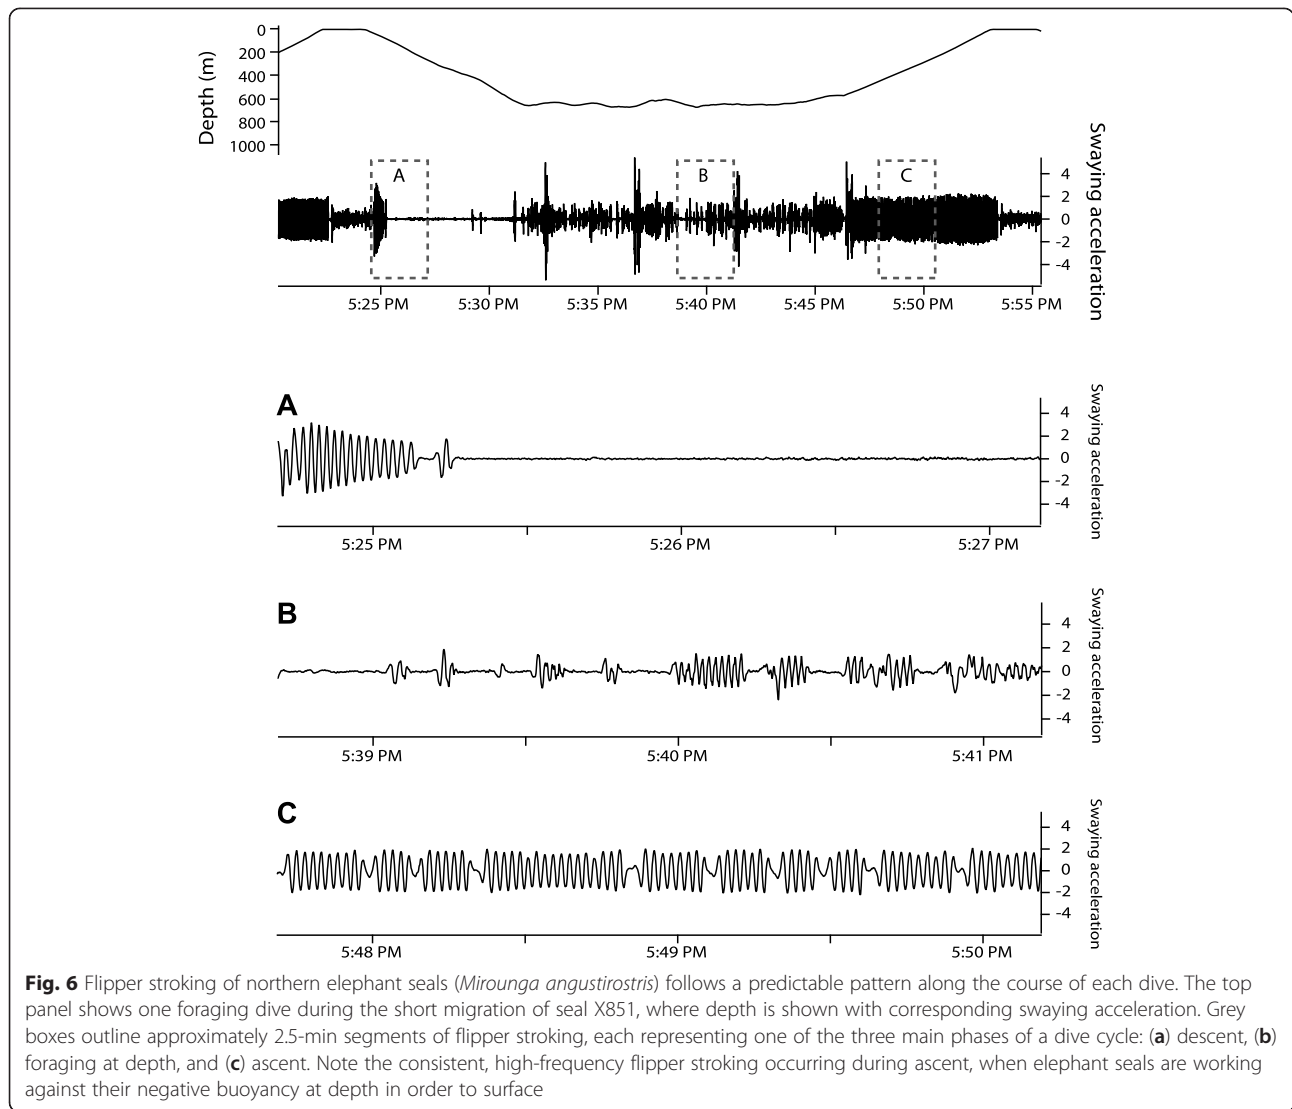 Depth (m)
0
200
400
600
800
1000
Swaying acceleration
4
2
0
-2
-4
A
B
C
5:25 PM 5:30 PM 5:35 PM 5:40 PM 5:45 PM 5:50 PM 5:55 PM
A
Swaying acceleration
4
2
0
-2
-4
5:25 PM 5:26 PM 5:27 PM
B
Swaying acceleration
4
2
0
-2
-4
5:39 PM 5:40 PM 5:41 PM
C
Swaying acceleration
4
2
0
-2
-4
5:48 PM 5:49 PM 5:50 PM
Fig. 6 Flipper stroking of northern elephant seals (Mirounga angustirostris) follows a predictable pattern along the course of each dive. The top
panel shows one foraging dive during the short migration of seal X851, where depth is shown with corresponding swaying acceleration. Grey
boxes outline approximately 2.5-min segments of flipper stroking, each representing one of the three main phases of a dive cycle: (a) descent, (b)
foraging at depth, and (c) ascent. Note the consistent, high-frequency flipper stroking occurring during ascent, when elephant seals are working
against their negative buoyancy at depth in order to surface